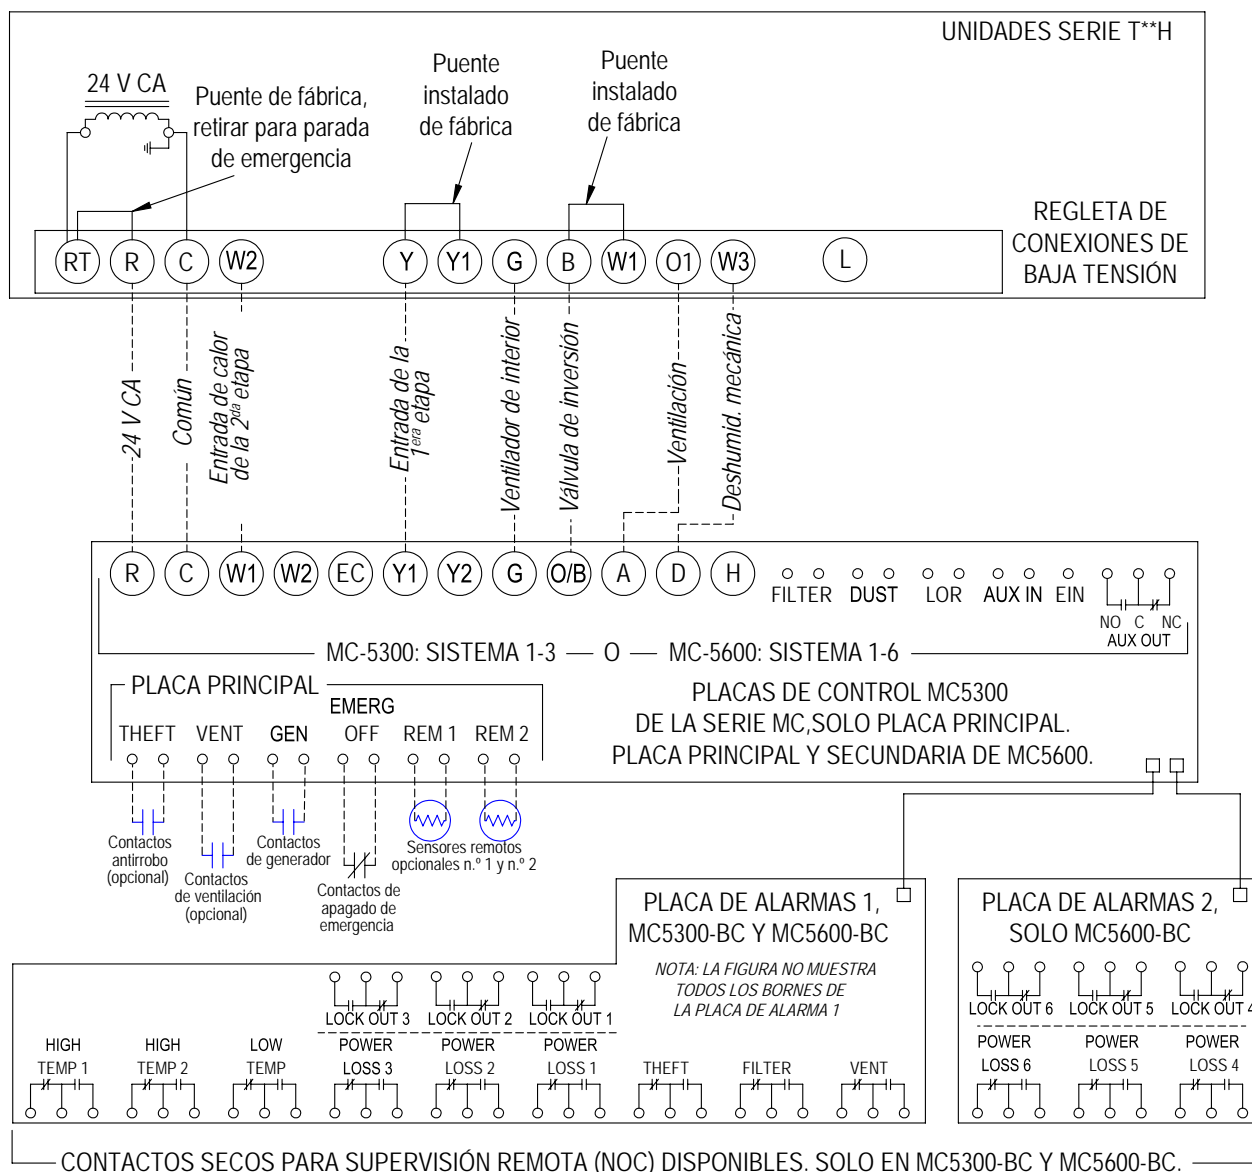 UNIDADES SERIE T**H
24 V CA
Puente de fábrica,
retirar para parada
de emergencia
Puente
instalado
de fábrica
Puente
instalado
de fábrica
REGLETA DE
CONEXIONES DE
BAJA TENSIÓN
RT R C W2 Y Y1 G B W1 O1 W3 L
24 V CA
Común
Entrada de calor
de la 2da etapa
Entrada de la
1era etapa
Ventilador de interior
Válvula de inversión
Ventilación
Deshumid. mecánica
R C W1 W2 EC Y1 Y2 G O/B A D H
FILTER DUST LOR AUX IN EIN
NO C NC
AUX OUT
MC-5300: SISTEMA 1-3 O MC-5600: SISTEMA 1-6
PLACA PRINCIPAL
THEFT VENT GEN EMERG OFF REM 1 REM 2
PLACAS DE CONTROL MC5300
DE LA SERIE MC,SOLO PLACA PRINCIPAL.
PLACA PRINCIPAL Y SECUNDARIA DE MC5600.
Contactos
antirrobo
(opcional)
Contactos
de ventilación
(opcional)
Contactos
de generador
Contactos de
apagado de
emergencia
Sensores remotos
opcionales n.º 1 y n.º 2
PLACA DE ALARMAS 1,
MC5300-BC Y MC5600-BC
NOTA: LA FIGURA NO MUESTRA
TODOS LOS BORNES DE
LA PLACA DE ALARMA 1
PLACA DE ALARMAS 2,
SOLO MC5600-BC
LOCK OUT 3 LOCK OUT 2 LOCK OUT 1
HIGH
TEMP 1
HIGH
TEMP 2
LOW
TEMP
POWER
LOSS 3
POWER
LOSS 2
POWER
LOSS 1
THEFT
FILTER
VENT
LOCK OUT 6 LOCK OUT 5 LOCK OUT 4
POWER
LOSS 6
POWER
LOSS 5
POWER
LOSS 4
CONTACTOS SECOS PARA SUPERVISIÓN REMOTA (NOC) DISPONIBLES. SOLO EN MC5300-BC Y MC5600-BC.